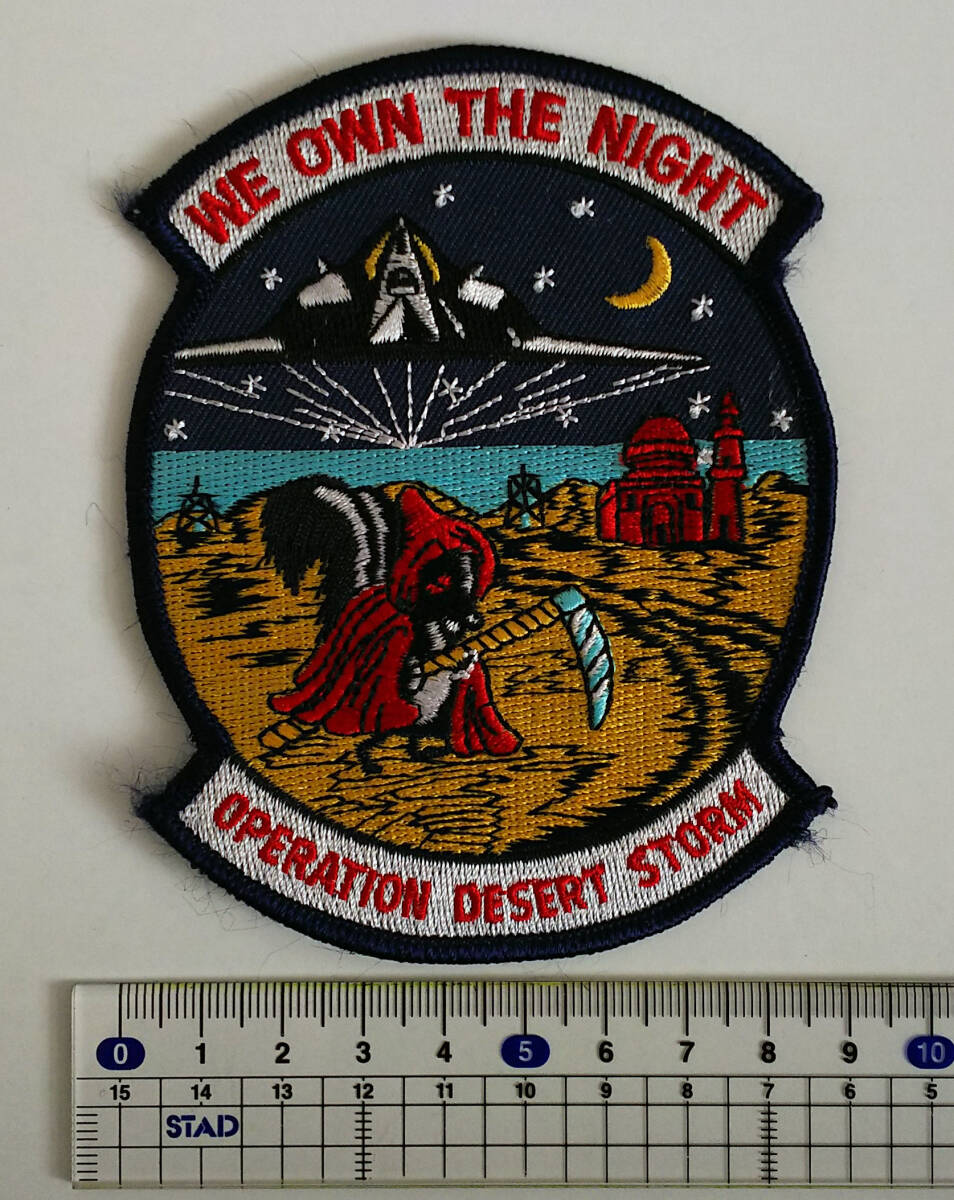 WE OWN THE NIGHT
OPERATION DESERT STORM
0 1 2 3 4 5 6 7 8 9 10
15 14 13 12 11 10 9 8 7 6 5
STAD